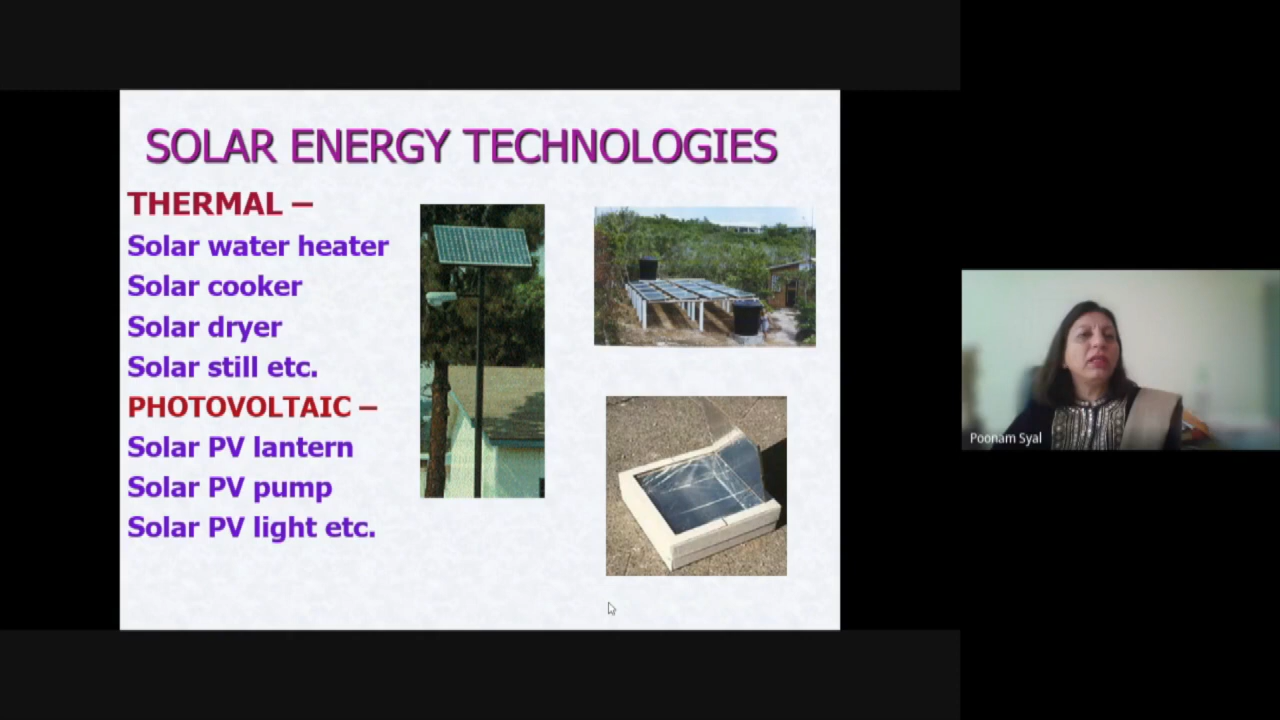 SOLAR ENERGY TECHNOLOGIES
THERMAL –
Solar water heater
Solar cooker
Solar dryer
Solar still etc.
PHOTOVOLTAIC –
Solar PV lantern
Solar PV pump
Solar PV light etc.
Poonam Syal